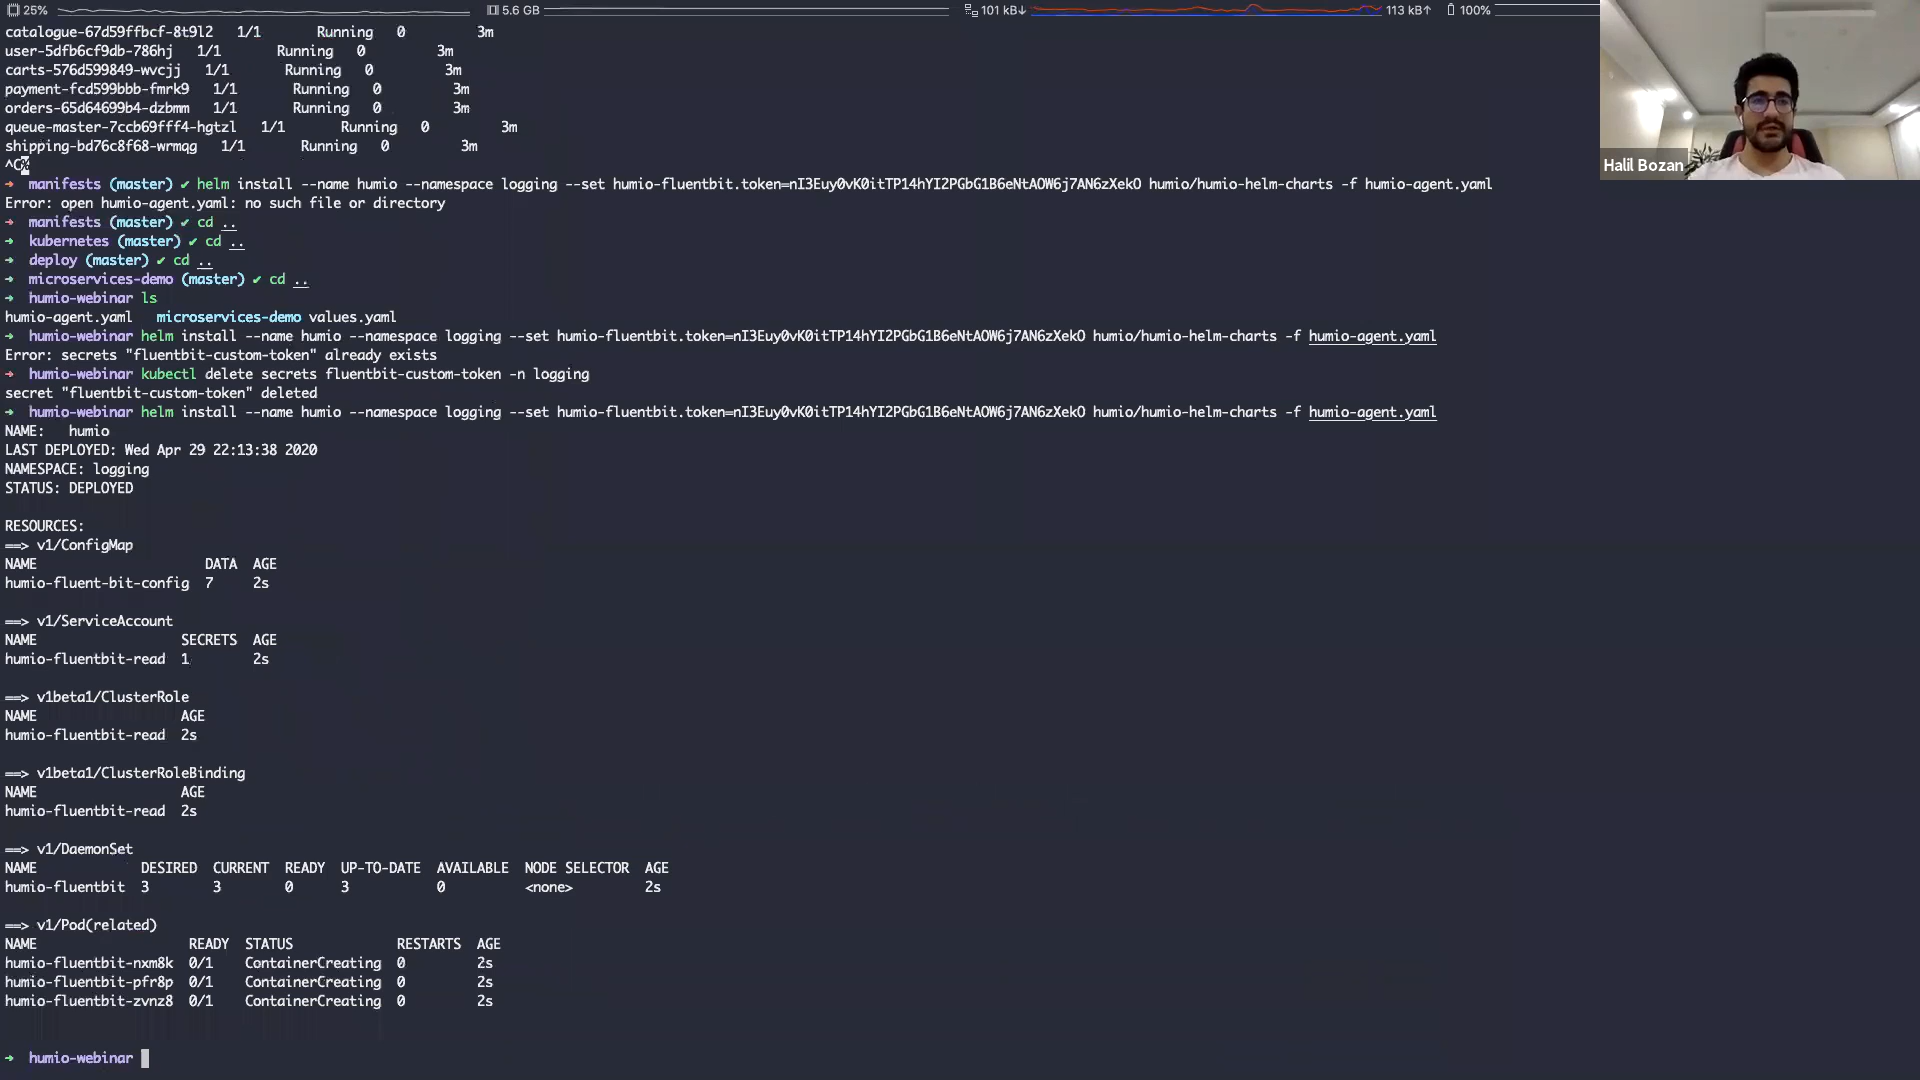 25% 5.6 GB 101 kB↓ 113 kB↑ 100%
catalogue-67d59ffbcf-8t9l2 1/1 Running 0 3m
user-5dfb6cf9db-786hj 1/1 Running 0 3m
carts-576d599849-wvcjj 1/1 Running 0 3m
payment-fcd599bbb-fmrk9 1/1 Running 0 3m
orders-65d64699b4-dzbmm 1/1 Running 0 3m
queue-master-7ccb69fff4-hgtzl 1/1 Running 0 3m
shipping-bd76c8f68-wrmqg 1/1 Running 0 3m
^C%
➜ manifests (master) ✔ helm install --name humio --namespace logging --set humio-fluentbit.token=nI3Euy0vK0itTP14hYI2PGbG1B6eNtAOW6j7AN6zXekO humio/humio-helm-charts -f humio-agent.yaml
Error: open humio-agent.yaml: no such file or directory
➜ manifests (master) ✔ cd ..
➜ kubernetes (master) ✔ cd ..
➜ deploy (master) ✔ cd ..
➜ microservices-demo (master) ✔ cd ..
➜ humio-webinar ls
humio-agent.yaml microservices-demo values.yaml
➜ humio-webinar helm install --name humio --namespace logging --set humio-fluentbit.token=nI3Euy0vK0itTP14hYI2PGbG1B6eNtAOW6j7AN6zXekO humio/humio-helm-charts -f humio-agent.yaml
Error: secrets "fluentbit-custom-token" already exists
➜ humio-webinar kubectl delete secrets fluentbit-custom-token -n logging
secret "fluentbit-custom-token" deleted
➜ humio-webinar helm install --name humio --namespace logging --set humio-fluentbit.token=nI3Euy0vK0itTP14hYI2PGbG1B6eNtAOW6j7AN6zXekO humio/humio-helm-charts -f humio-agent.yaml
NAME: humio
LAST DEPLOYED: Wed Apr 29 22:13:38 2020
NAMESPACE: logging
STATUS: DEPLOYED
RESOURCES:
==> v1/ConfigMap
NAME DATA AGE
humio-fluent-bit-config 7 2s
==> v1/ServiceAccount
NAME SECRETS AGE
humio-fluentbit-read 1 2s
==> v1beta1/ClusterRole
NAME AGE
humio-fluentbit-read 2s
==> v1beta1/ClusterRoleBinding
NAME AGE
humio-fluentbit-read 2s
==> v1/DaemonSet
NAME DESIRED CURRENT READY UP-TO-DATE AVAILABLE NODE SELECTOR AGE
humio-fluentbit 3 3 0 3 0 <none> 2s
==> v1/Pod(related)
NAME READY STATUS RESTARTS AGE
humio-fluentbit-nxm8k 0/1 ContainerCreating 0 2s
humio-fluentbit-pfr8p 0/1 ContainerCreating 0 2s
humio-fluentbit-zvnz8 0/1 ContainerCreating 0 2s
➜ humio-webinar
Halil Bozan